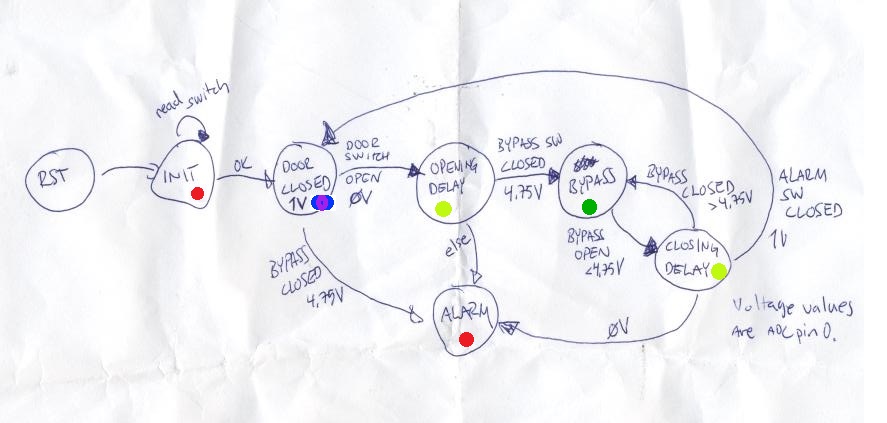 read switch
RST
INIT
OK
DOOR
CLOSED
1V
DOOR
SWITCH
OPEN
ØV
OPENING
DELAY
BYPASS SW
CLOSED
4,75V
BYPASS
BYPASS
OPEN
<4,75V
BYPASS
CLOSED
>4,75V
CLOSING
DELAY
ALARM
SW
CLOSED
1V
BYPASS
CLOSED
4,75V
else
ALARM
ØV
Voltage values
Are ADC pin 0.